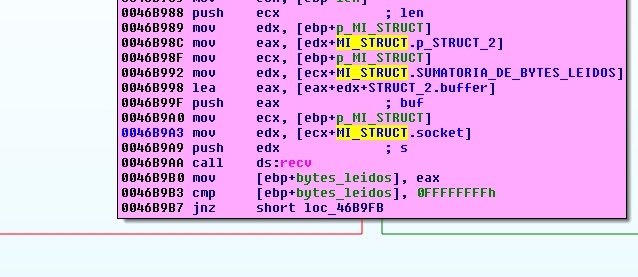 0046B988 push ecx ; len
0046B989 mov edx, [ebp+p_MI_STRUCT]
0046B98C mov eax, [edx+MI_STRUCT.p_STRUCT_2]
0046B98F mov ecx, [ebp+p_MI_STRUCT]
0046B992 mov edx, [ecx+MI_STRUCT.SUMATORIA_DE_BYTES_LEIDOS]
0046B998 lea eax, [eax+edx+STRUCT_2.buffer]
0046B99F push eax ; buf
0046B9A0 mov ecx, [ebp+p_MI_STRUCT]
0046B9A3 mov edx, [ecx+MI_STRUCT.socket]
0046B9A9 push edx ; s
0046B9AA call ds:recv
0046B9B0 mov [ebp+bytes_leidos], eax
0046B9B3 cmp [ebp+bytes_leidos], 0FFFFFFFFh
0046B9B7 jnz short loc_46B9FB